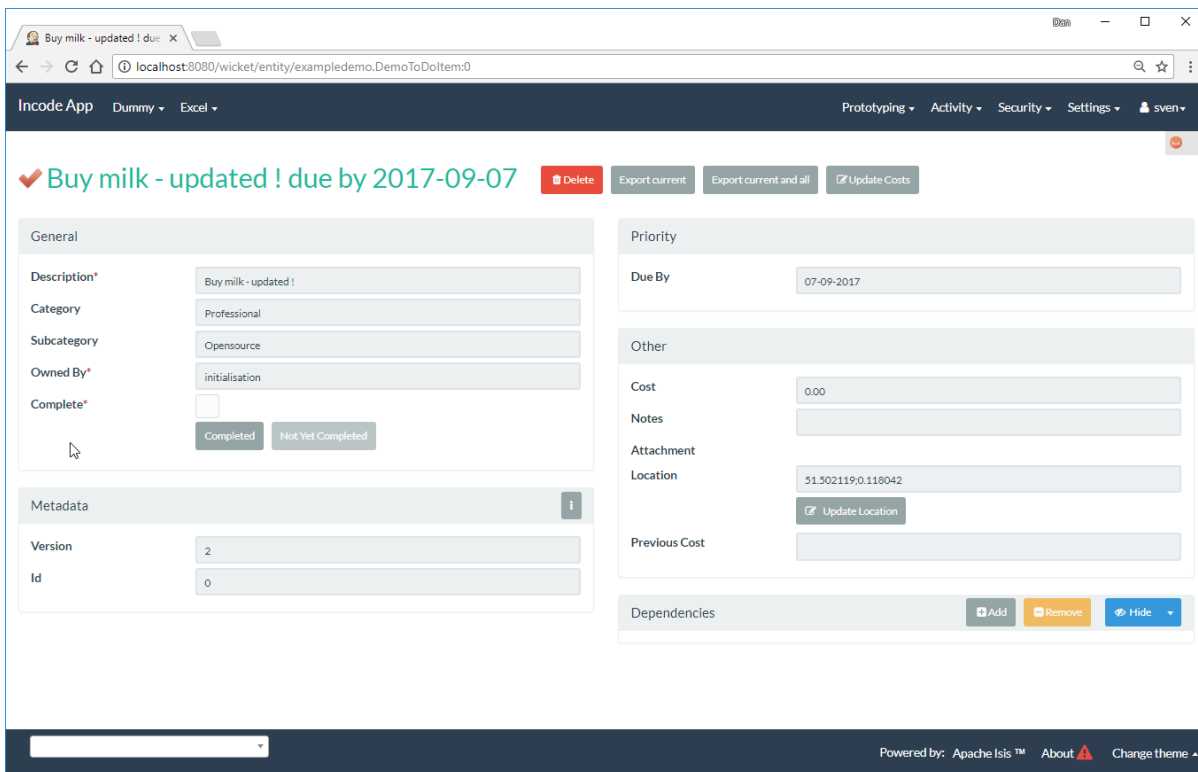 Dan
Buy milk - updated ! due
localhost:8080/wicket/entity/exampledemo.DemoToDoItem:0
Incode App Dummy Excel Prototyping Activity Security Settings sven
Buy milk - updated ! due by 2017-09-07 Delete Export current Export current and all Update Costs
General
Description* Buy milk - updated !
Category Professional
Subcategory Opensource
Owned By* initialisation
Complete*
Completed Not Yet Completed
Metadata i
Version 2
Id 0
Priority
Due By 07-09-2017
Other
Cost 0.00
Notes
Attachment
Location 51.502119;0.118042
Update Location
Previous Cost
Dependencies Add Remove Hide
Powered by: Apache Isis ™ About Change theme